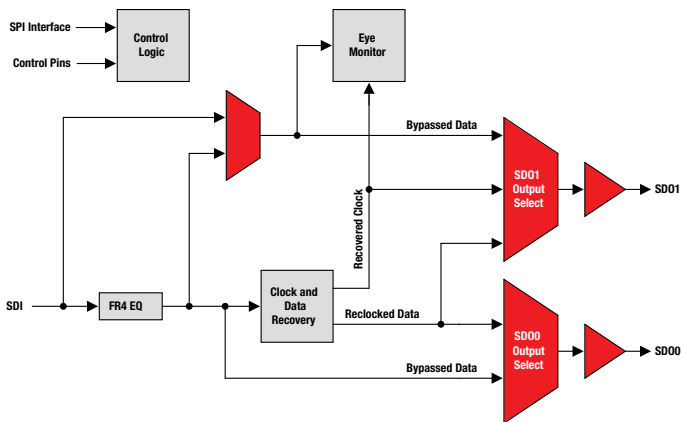 SPI Interface
Control Pins
Control
Logic
Eye
Monitor
Bypassed Data
SDO1
Output
Select
SDO1
Recovered Clock
SDI
FR4 EQ
Clock and
Data
Recovery
Reclocked Data
SDO0
Output
Select
SDO0
Bypassed Data